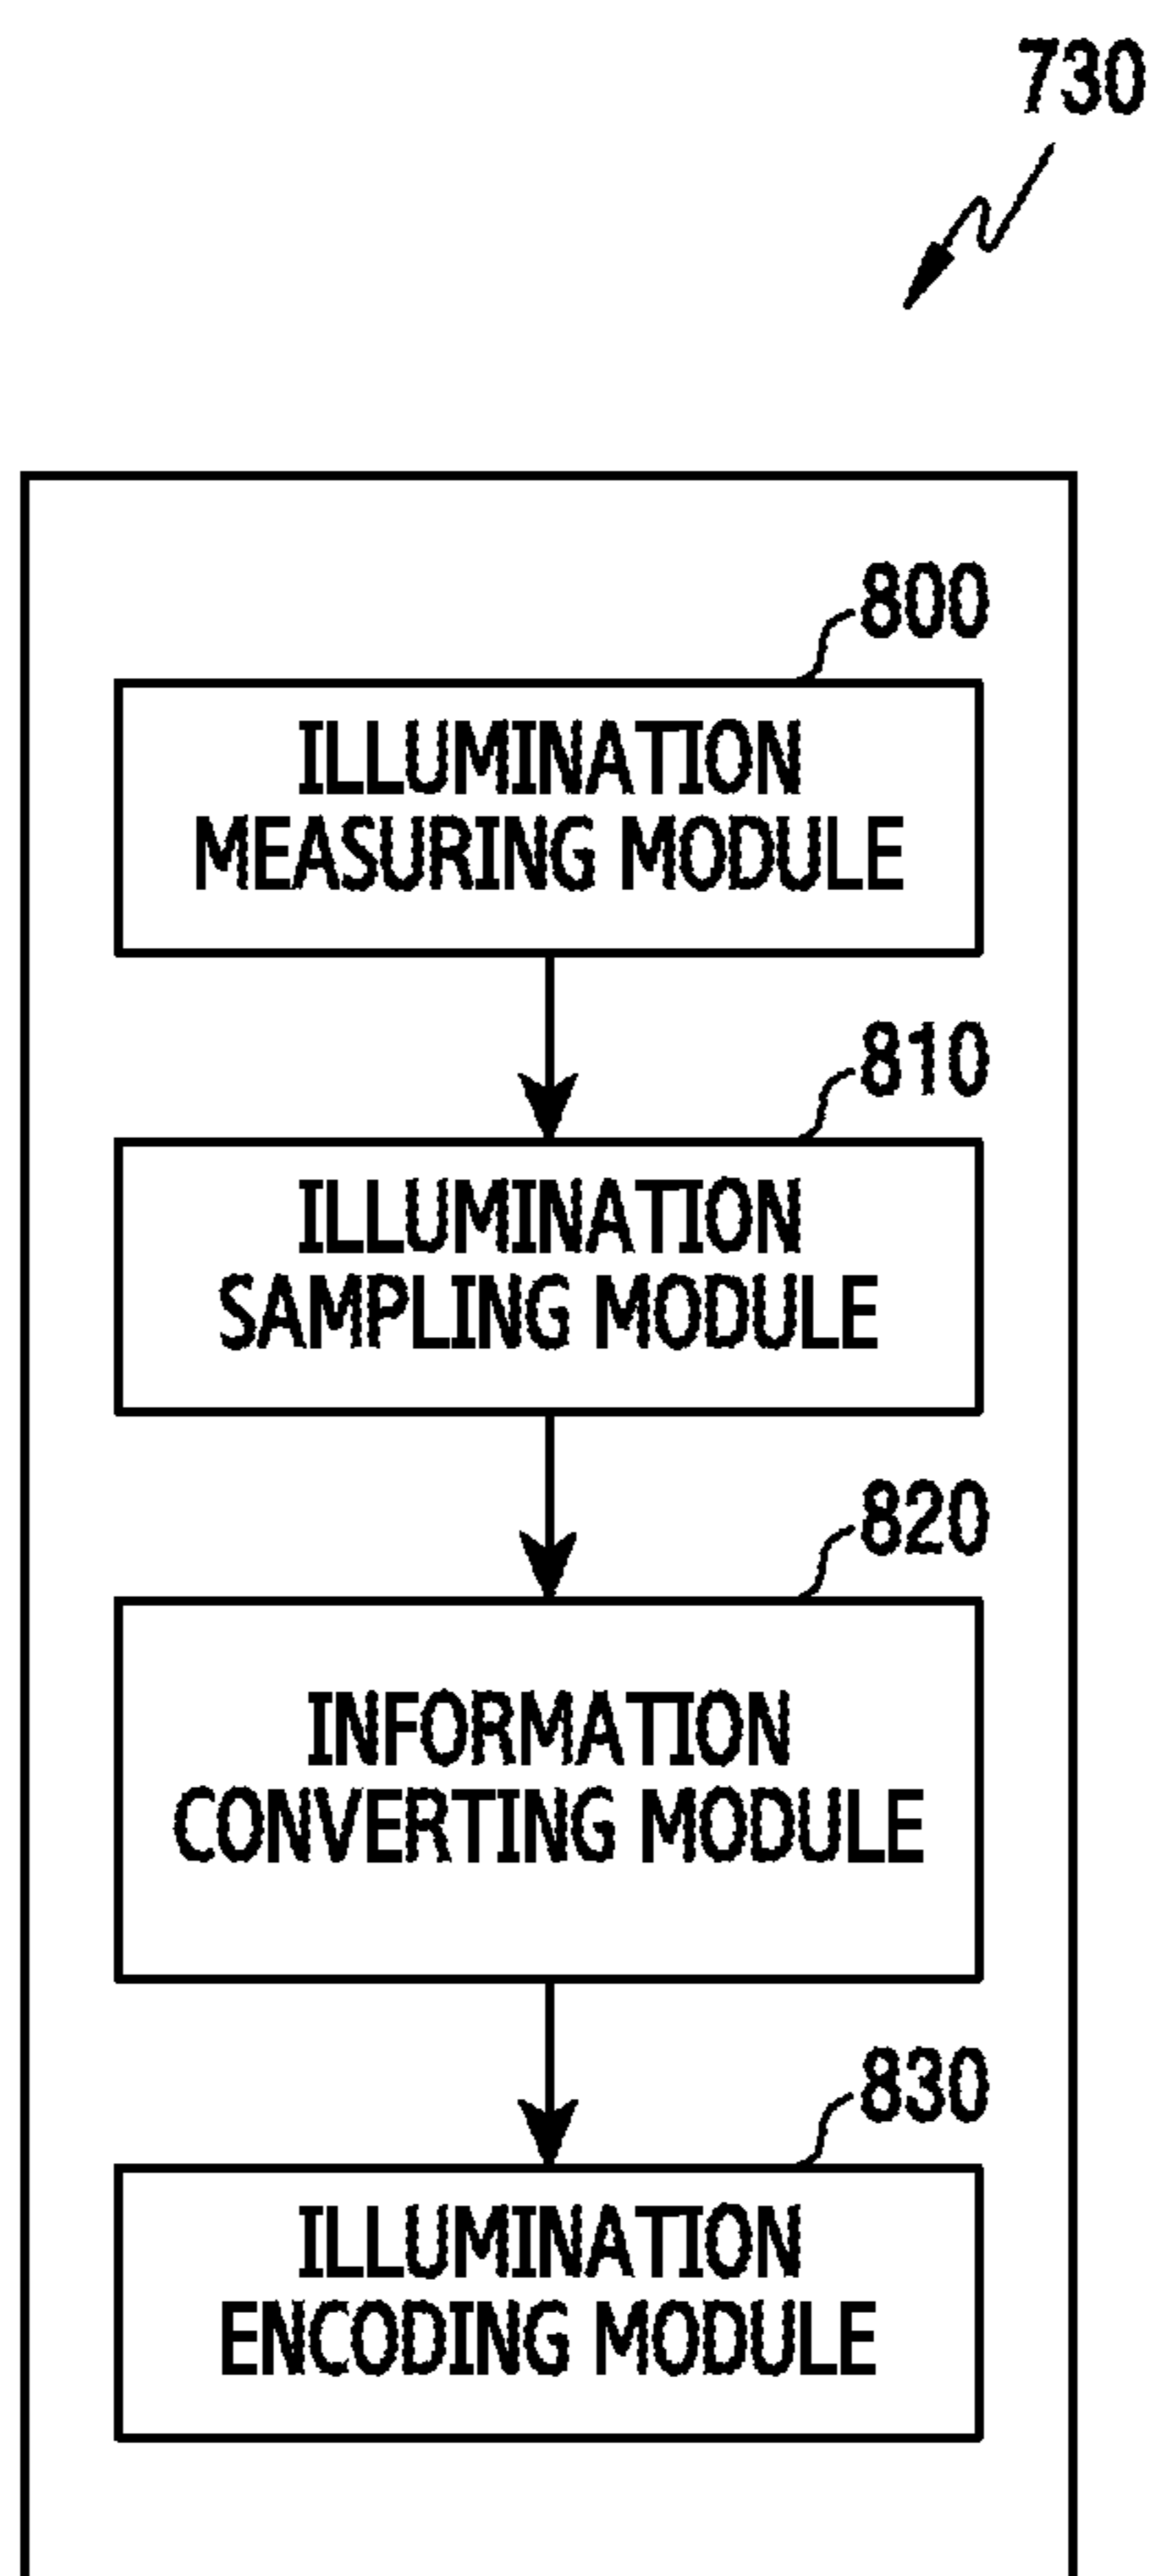 730
800
ILLUMINATION
MEASURING MODULE
810
ILLUMINATION
SAMPLING MODULE
820
INFORMATION
CONVERTING MODULE
830
ILLUMINATION
ENCODING MODULE